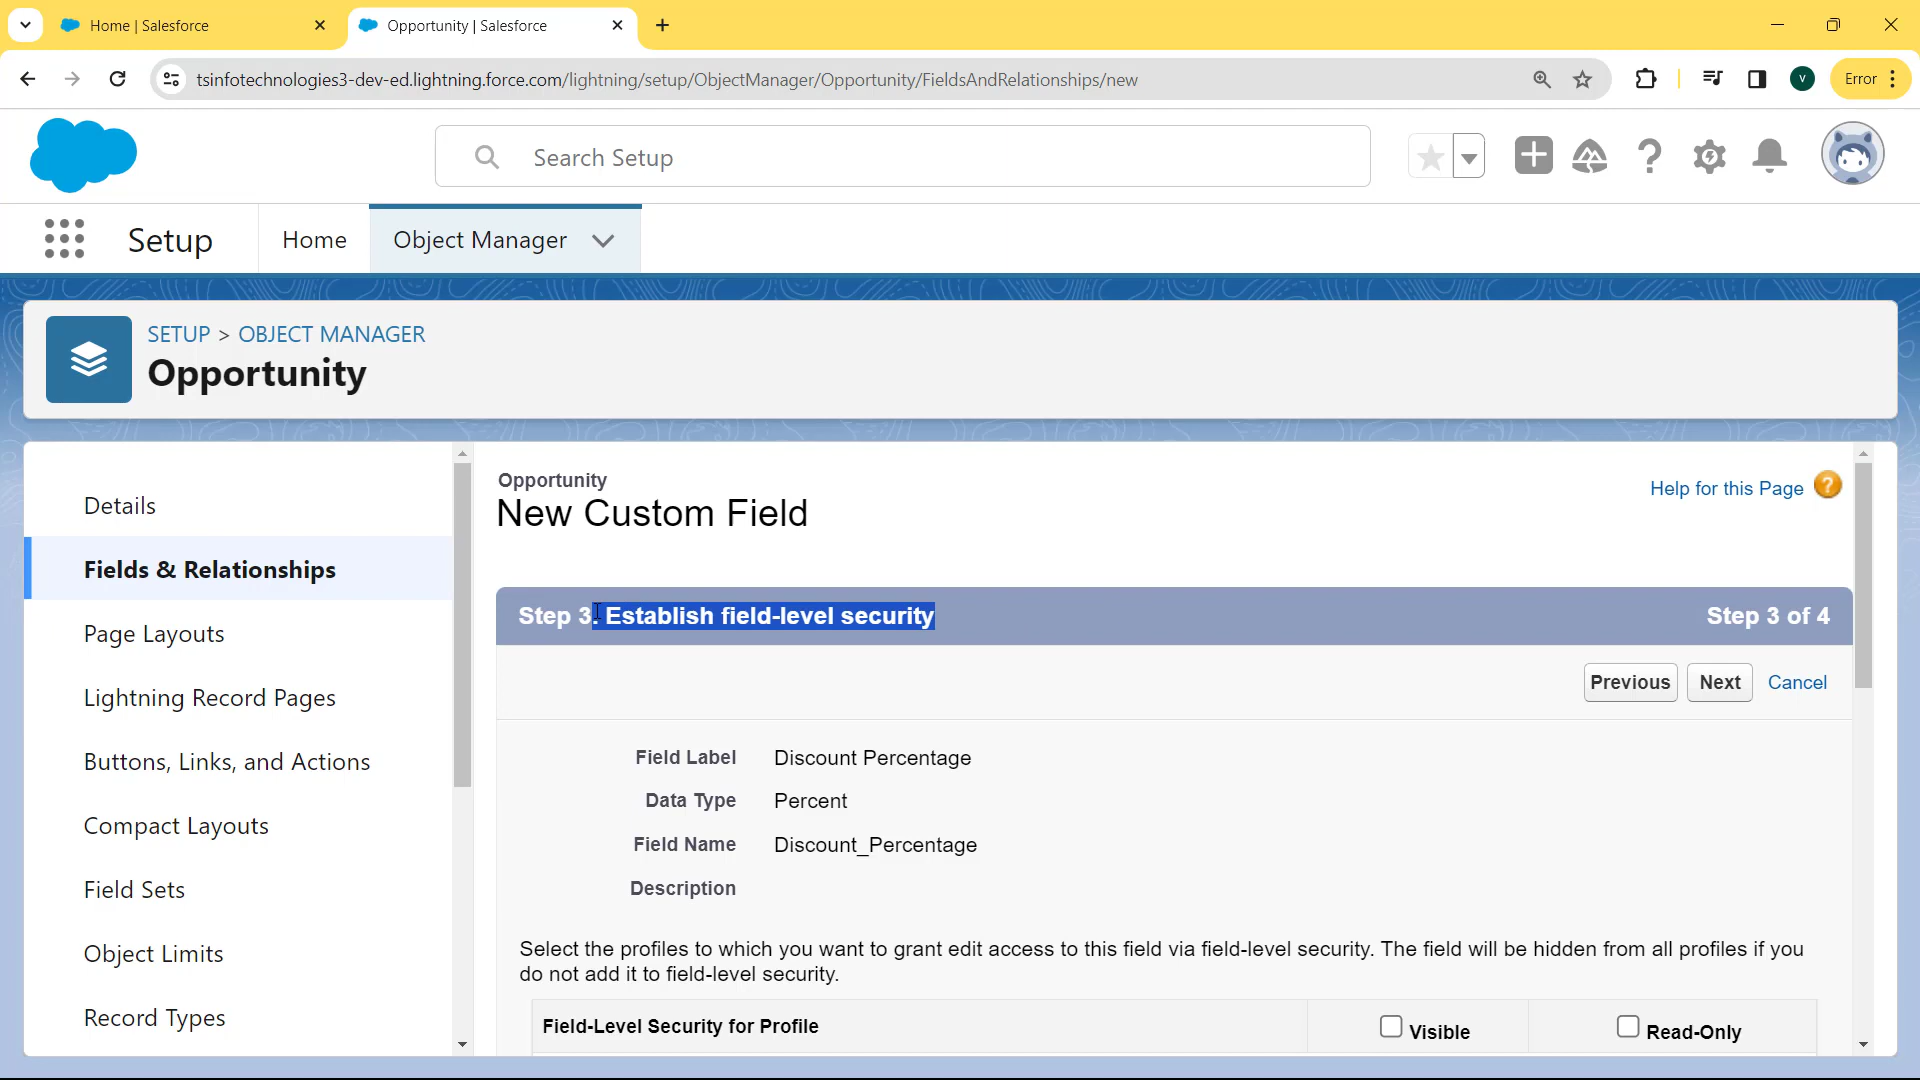 Home | Salesforce
Opportunity | Salesforce
tsinfotechnologies3-dev-ed.lightning.force.com/lightning/setup/ObjectManager/Opportunity/FieldsAndRelationships/new
V
Error
Search Setup
Setup
Home
Object Manager
SETUP > OBJECT MANAGER
Opportunity
Details
Fields & Relationships
Page Layouts
Lightning Record Pages
Buttons, Links, and Actions
Compact Layouts
Field Sets
Object Limits
Record Types
Opportunity
New Custom Field
Help for this Page ?
Step 3. Establish field-level security
Step 3 of 4
Previous
Next
Cancel
Field Label Discount Percentage
Data Type Percent
Field Name Discount_Percentage
Description
Select the profiles to which you want to grant edit access to this field via field-level security. The field will be hidden from all profiles if you
do not add it to field-level security.
Field-Level Security for Profile
Visible
Read-Only